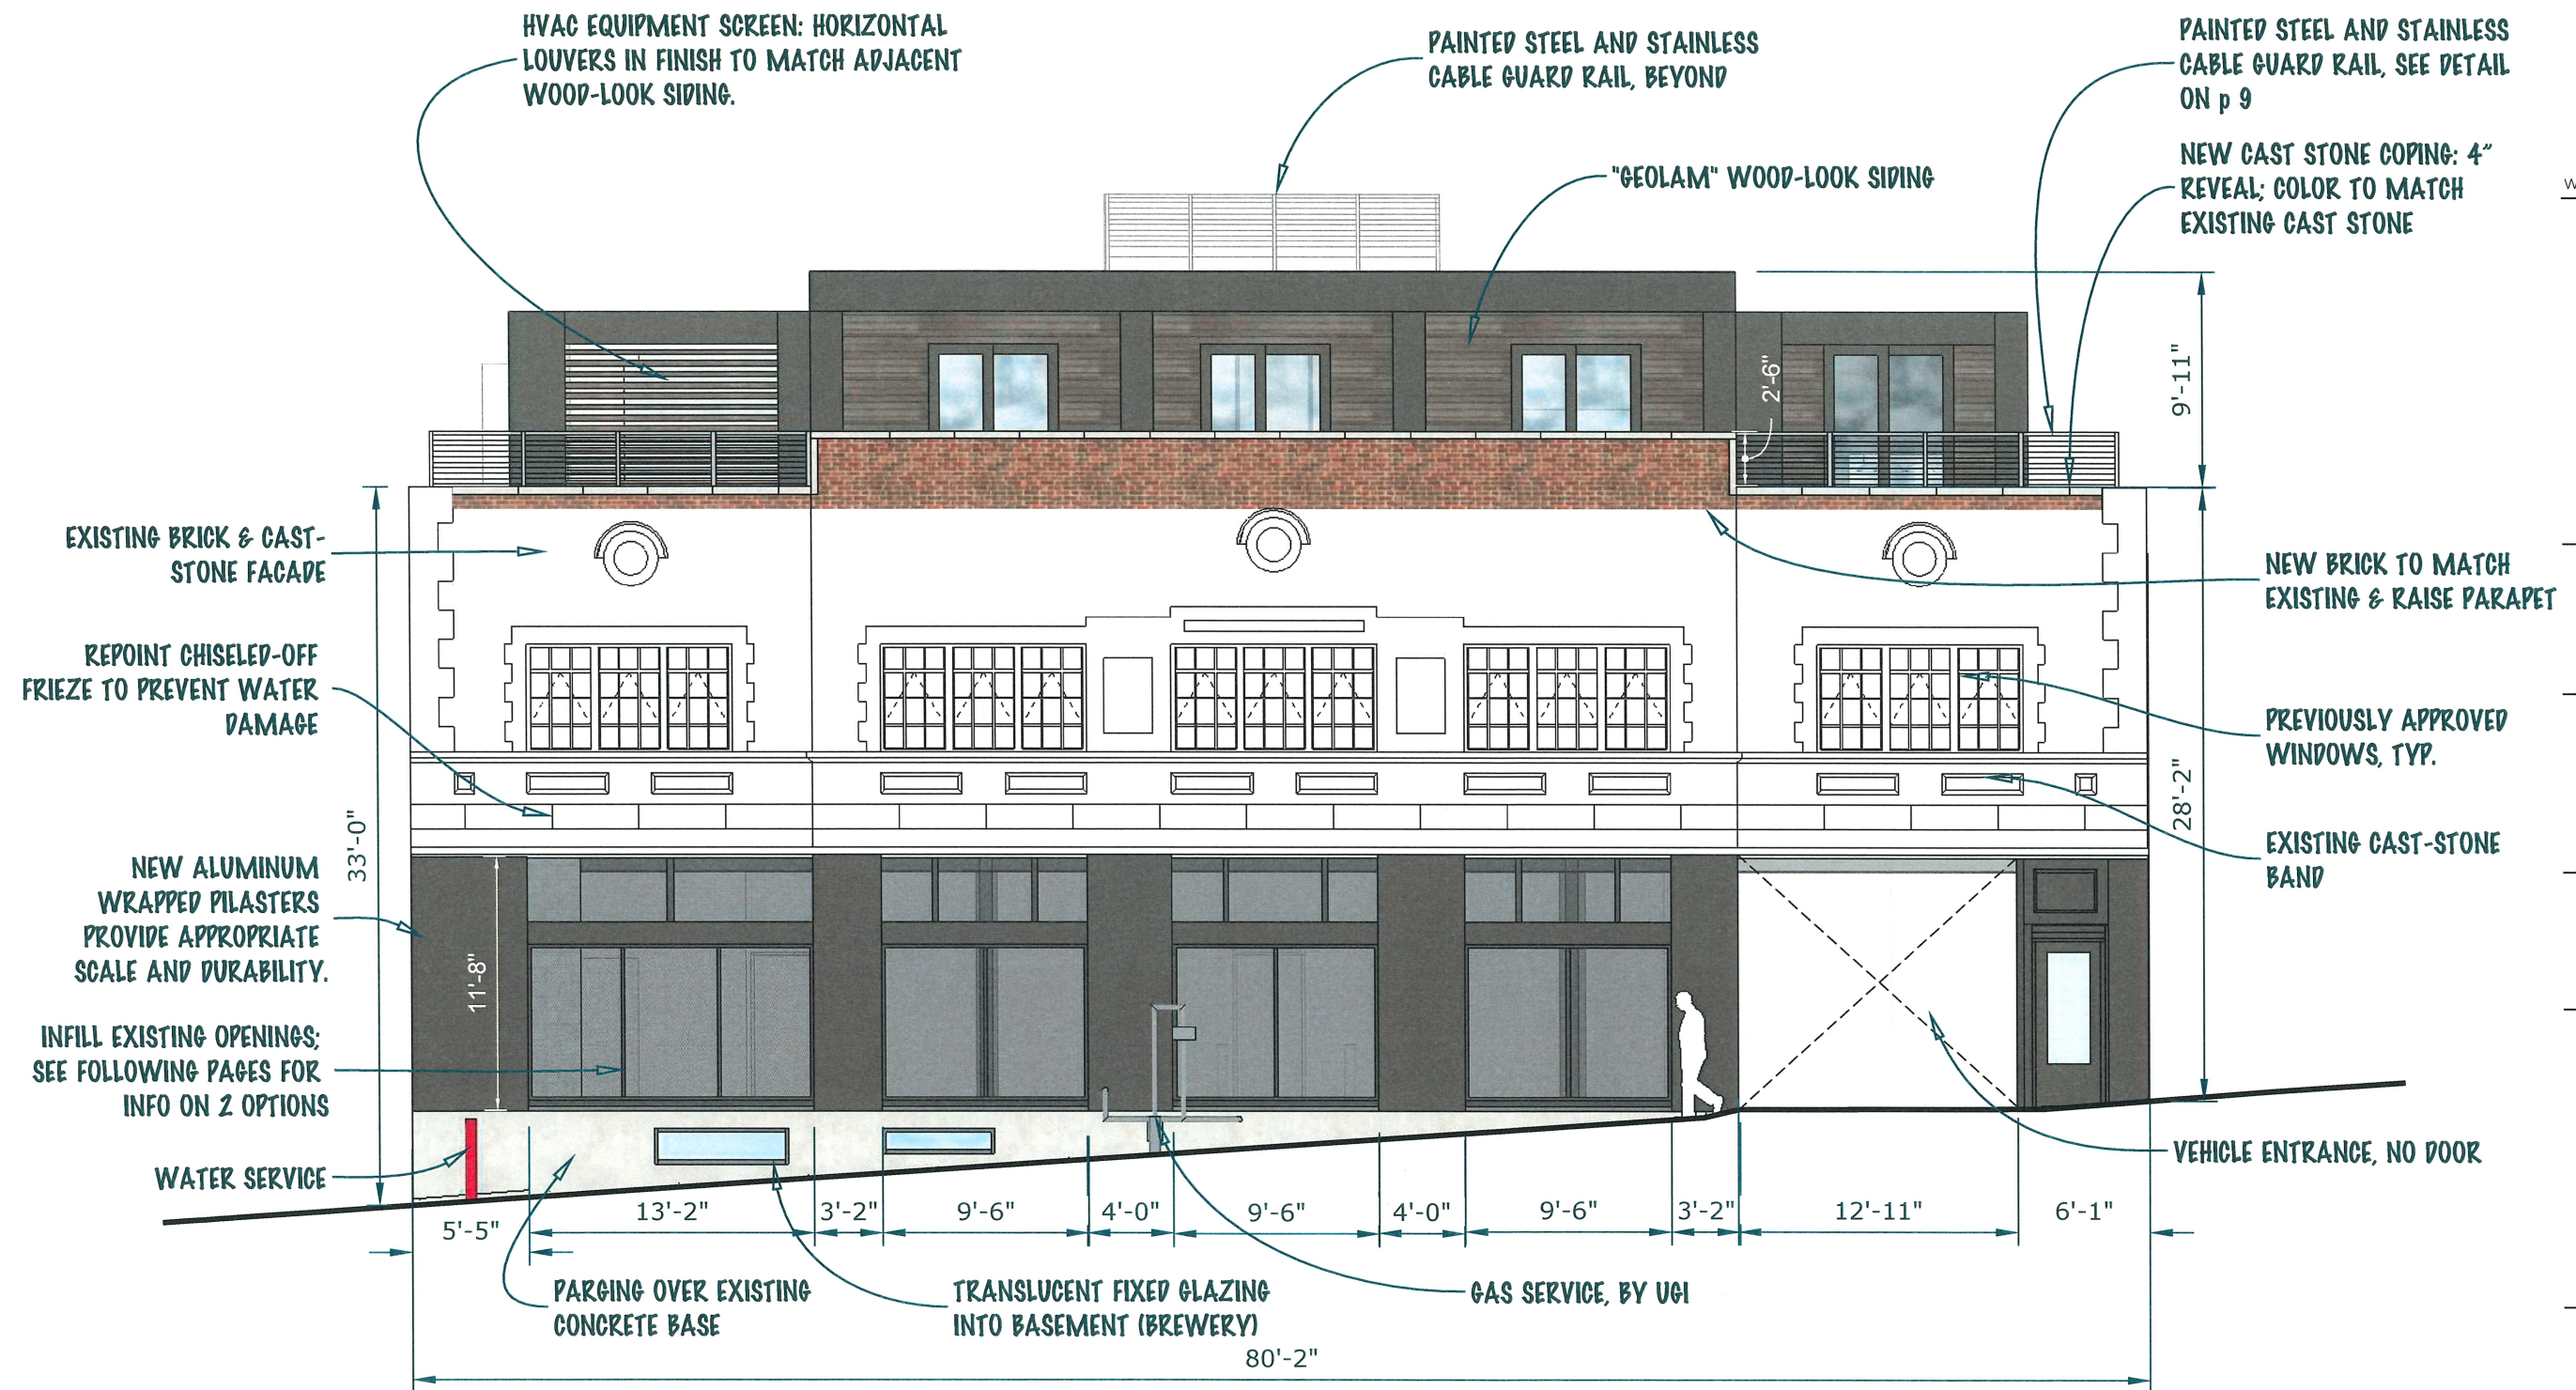 HVAC EQUIPMENT SCREEN: HORIZONTAL
LOUVERS IN FINISH TO MATCH ADJACENT
WOOD-LOOK SIDING.
PAINTED STEEL AND STAINLESS
CABLE GUARD RAIL, BEYOND
PAINTED STEEL AND STAINLESS
CABLE GUARD RAIL, SEE DETAIL
ON p 9
NEW CAST STONE COPING: 4"
REVEAL; COLOR TO MATCH
EXISTING CAST STONE
"GEOLAM" WOOD-LOOK SIDING
2'-6"
9'-11"
EXISTING BRICK & CAST-
STONE FACADE
NEW BRICK TO MATCH
EXISTING & RAISE PARAPET
REPOINT CHISELED-OFF
FRIEZE TO PREVENT WATER
DAMAGE
PREVIOUSLY APPROVED
WINDOWS, TYP.
28'-2"
33'-0"
EXISTING CAST-STONE
BAND
NEW ALUMINUM
WRAPPED PILASTERS
PROVIDE APPROPRIATE
SCALE AND DURABILITY.
11'-8"
INFILL EXISTING OPENINGS;
SEE FOLLOWING PAGES FOR
INFO ON 2 OPTIONS
WATER SERVICE
VEHICLE ENTRANCE, NO DOOR
5'-5"
13'-2"
3'-2"
9'-6"
4'-0"
9'-6"
4'-0"
9'-6"
3'-2"
12'-11"
6'-1"
PARGING OVER EXISTING
CONCRETE BASE
TRANSLUCENT FIXED GLAZING
INTO BASEMENT (BREWERY)
GAS SERVICE, BY UGI
80'-2"